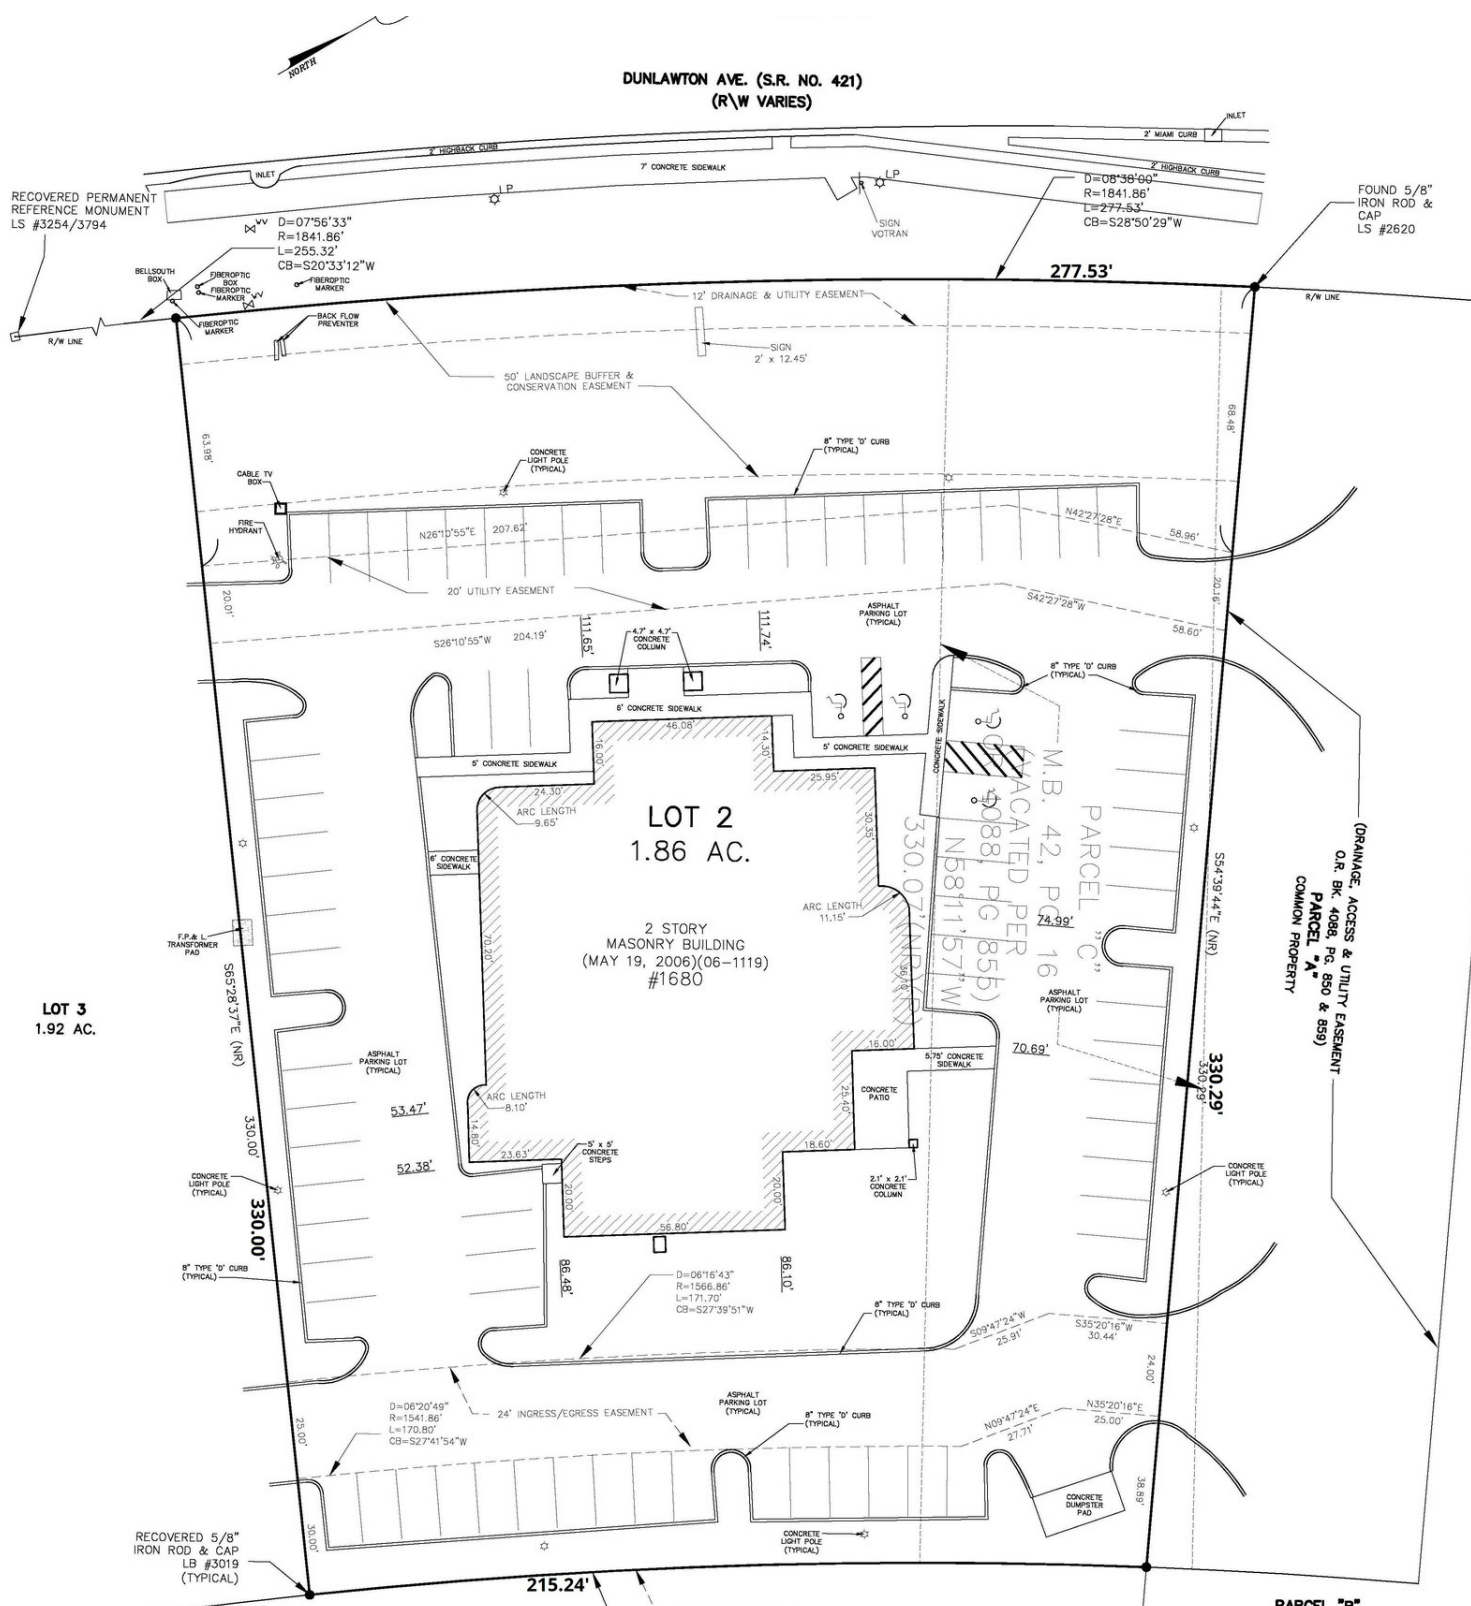 NORTH
DUNLAWTON AVE. (S.R. NO. 421)
(R\W VARIES)
INLET
2' MIAMI CURB
2' HIGHBACK CURB
2' HIGHBACK CURB
7' CONCRETE SIDEWALK
INLET
LP
LP
SIGN
VOTRAN
RECOVERED PERMANENT
REFERENCE MONUMENT
LS #3254/3794
D=07°56'33"
R=1841.86'
L=255.32'
CB=S20°33'12"W
D=08°38'00"
R=1841.86'
L=277.53'
CB=S28°50'29"W
FOUND 5/8"
IRON ROD &
CAP
LS #2620
WV
WV
BELLSOUTH
BOX
FIBEROPTIC
BOX
FIBEROPTIC
MARKER
FIBEROPTIC
MARKER
FIBEROPTIC
MARKER
277.53'
R/W LINE
R/W LINE
12' DRAINAGE & UTILITY EASEMENT
BACK FLOW
PREVENTER
SIGN
2' x 12.45'
50' LANDSCAPE BUFFER &
CONSERVATION EASEMENT
63.98'
68.48'
8" TYPE 'D' CURB
(TYPICAL)
CONCRETE
LIGHT POLE
(TYPICAL)
CABLE TV
BOX
FIRE
HYDRANT
N26°10'55"E 207.62'
N42°27'28"E
58.96'
20' UTILITY EASEMENT
20.01'
20.16'
S42°27'28"W
58.60'
S26°10'55"W 204.19'
111.65'
111.74'
4.7' x 4.7'
CONCRETE
COLUMN
ASPHALT
PARKING LOT
(TYPICAL)
8" TYPE 'D' CURB
(TYPICAL)
6' CONCRETE SIDEWALK
46.08'
16.00'
14.30'
5' CONCRETE SIDEWALK
5' CONCRETE SIDEWALK
CONCRETE SIDEWALK
24.30'
25.95'
ARC LENGTH
9.65'
30.35'
LOT 2
1.86 AC.
6' CONCRETE
SIDEWALK
ARC LENGTH
11.15'
2 STORY
MASONRY BUILDING
(MAY 19, 2006)(06-1119)
#1680
70.20'
PARCEL "C"
M.B. 42, PG. 16
VACATED PER
4088, PG 855)
N58°11'57"W
330.07'
74.99'
S54°39'44"E (NR)
(DRAINAGE, ACCESS & UTILITY EASEMENT
O.R. BK. 4088, PG. 850 & 859)
PARCEL "A"
COMMON PROPERTY
F.P.& L.
TRANSFORMER
PAD
S65°28'37"E (NR)
LOT 3
1.92 AC.
ASPHALT
PARKING LOT
(TYPICAL)
ASPHALT
PARKING LOT
(TYPICAL)
16.00'
5.75' CONCRETE
SIDEWALK
70.69'
330.29'
330.29'
CONCRETE
PATIO
25.40'
ARC LENGTH
8.10'
53.47'
330.00'
14.80'
18.60'
52.38'
23.63'
5' x 5'
CONCRETE
STEPS
2.1' x 2.1'
CONCRETE
COLUMN
CONCRETE
LIGHT POLE
(TYPICAL)
CONCRETE
LIGHT POLE
(TYPICAL)
20.00'
20.00'
56.80'
330.00'
8" TYPE 'D' CURB
(TYPICAL)
86.48'
86.10'
D=06°16'43"
R=1566.86'
L=171.70'
CB=S27°39'51"W
8" TYPE 'D' CURB
(TYPICAL)
S09°47'24"W
25.91'
S35°20'16"W
30.44'
24.00'
25.00'
D=06°20'49"
R=1541.86'
L=170.80'
CB=S27°41'54"W
24' INGRESS/EGRESS EASEMENT
ASPHALT
PARKING LOT
(TYPICAL)
8" TYPE 'D' CURB
(TYPICAL)
N09°47'24"E
27.71'
N35°20'16"E
25.00'
38.89'
CONCRETE
DUMPSTER
PAD
30.00'
CONCRETE
LIGHT POLE
(TYPICAL)
RECOVERED 5/8"
IRON ROD & CAP
LB #3019
(TYPICAL)
215.24'
PARCEL "B"